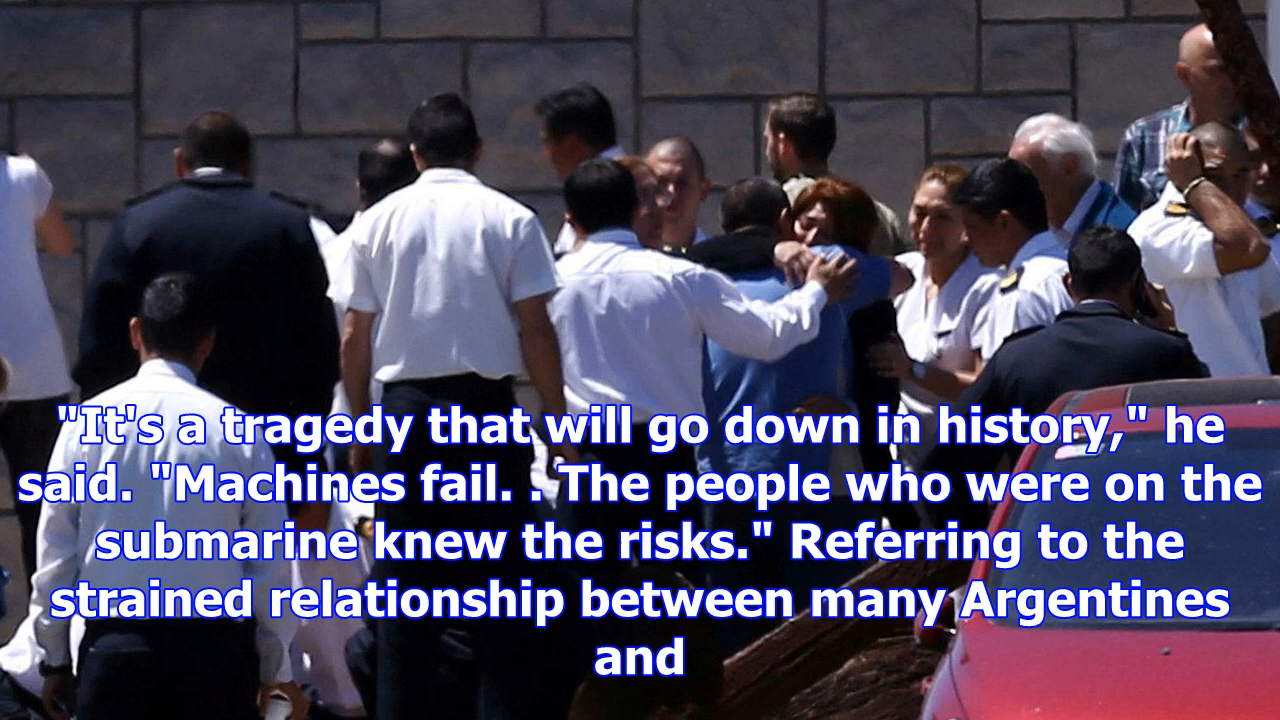 "It's a tragedy that will go down in history," he
said. "Machines fail. . The people who were on the
submarine knew the risks." Referring to the
strained relationship between many Argentines
and